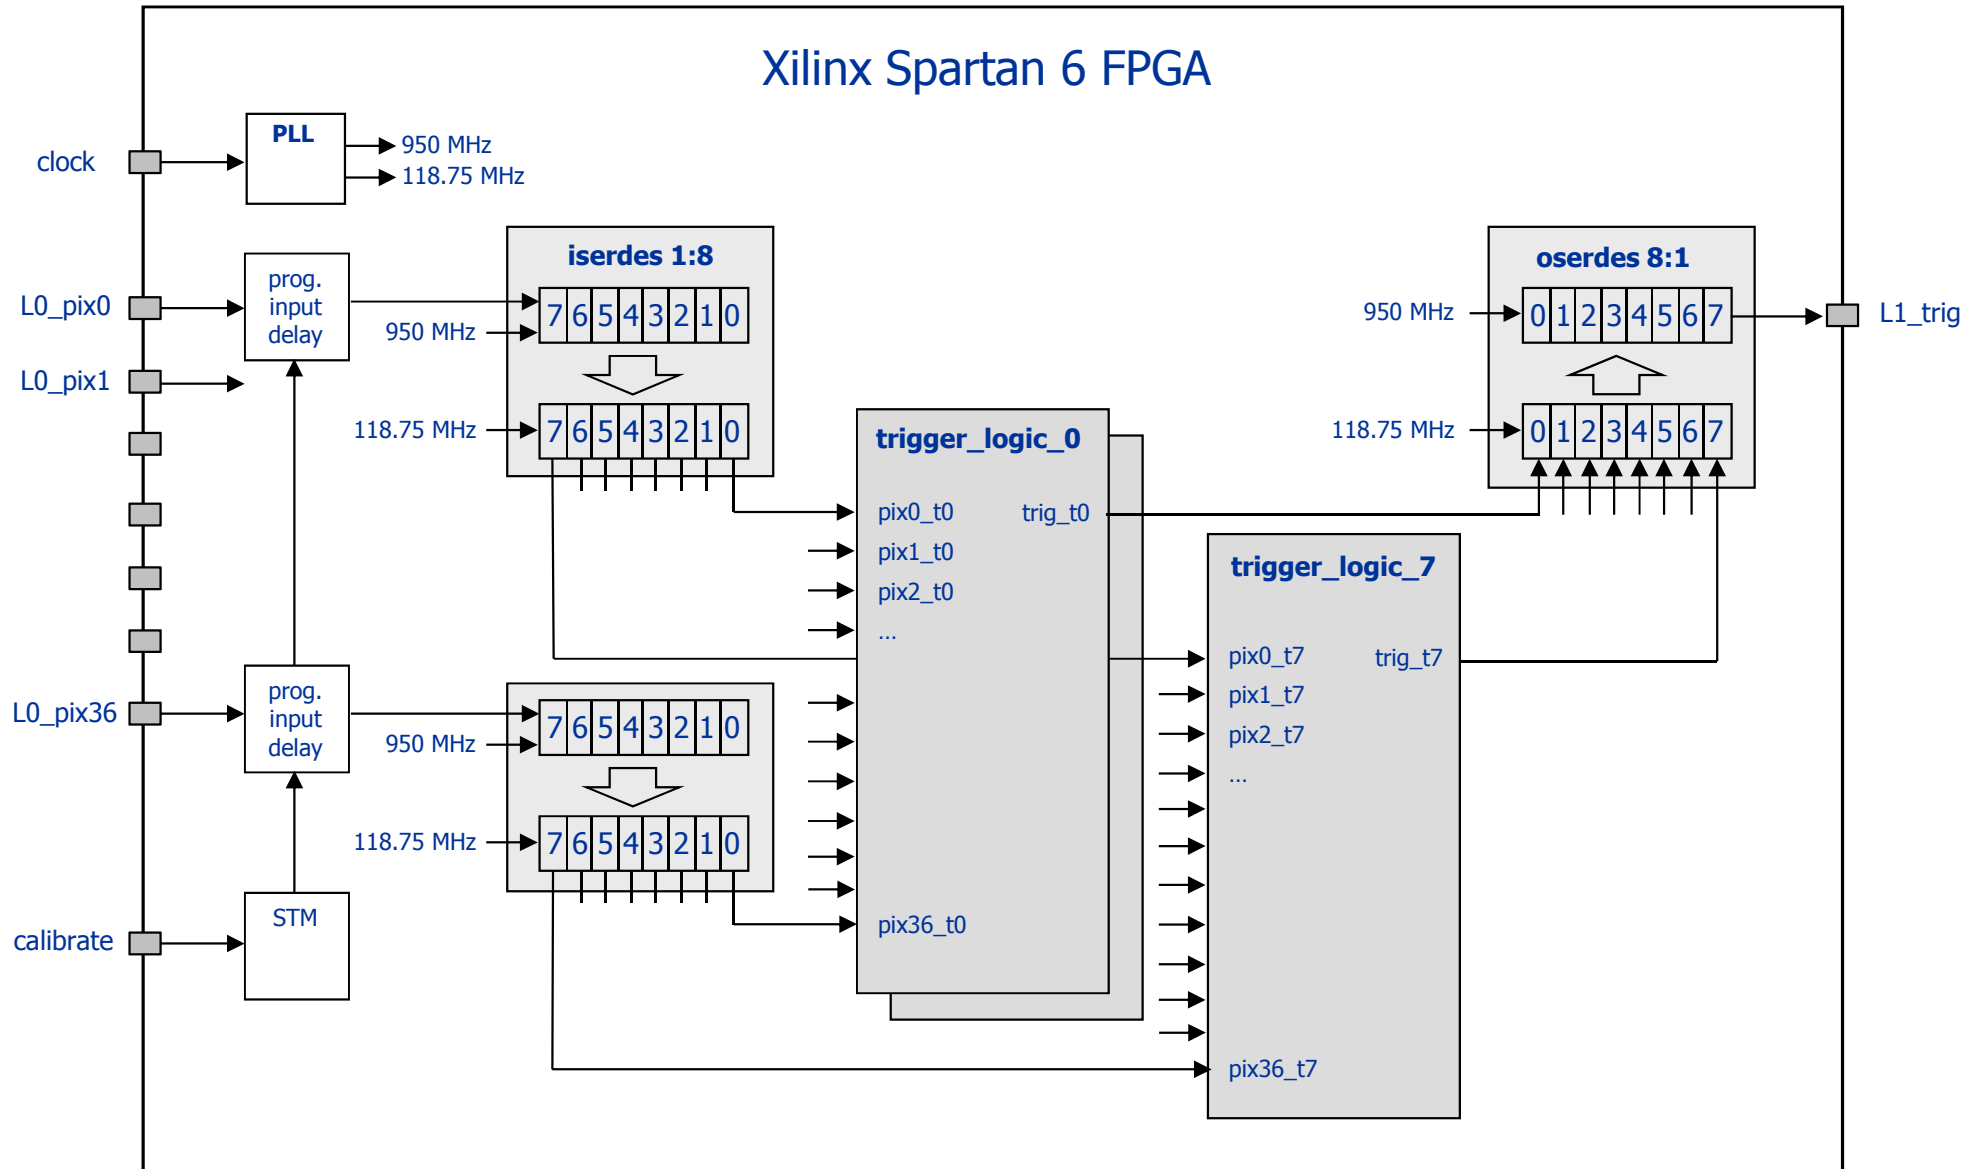 Xilinx Spartan 6 FPGA
clock
PLL
950 MHz
118.75 MHz
L0_pix0
prog.
input
delay
iserdes 1:8
7 6 5 4 3 2 1 0
950 MHz
118.75 MHz
7 6 5 4 3 2 1 0
oserdes 8:1
950 MHz
0 1 2 3 4 5 6 7
118.75 MHz
0 1 2 3 4 5 6 7
L1_trig
L0_pix1
trigger_logic_0
pix0_t0
trig_t0
pix1_t0
pix2_t0
...
pix36_t0
trigger_logic_7
pix0_t7
trig_t7
pix1_t7
pix2_t7
...
pix36_t7
L0_pix36
prog.
input
delay
7 6 5 4 3 2 1 0
950 MHz
118.75 MHz
7 6 5 4 3 2 1 0
calibrate
STM